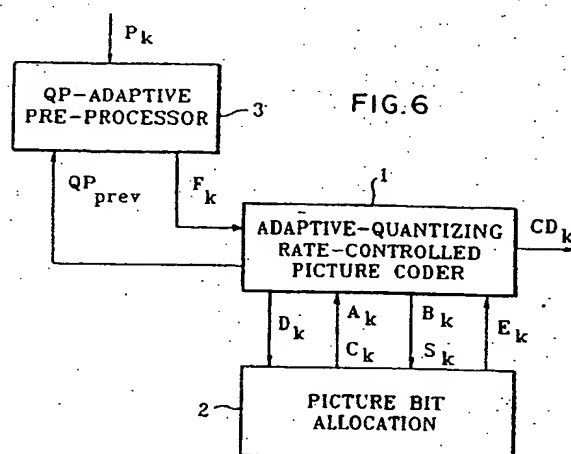 P_k
QP-ADAPTIVE
PRE-PROCESSOR
3
FIG.6
QP_prev
F_k
1
ADAPTIVE-QUANTIZING
RATE-CONTROLLED
PICTURE CODER
CD_k
D_k
A_k
C_k
B_k
S_k
E_k
2
PICTURE BIT
ALLOCATION